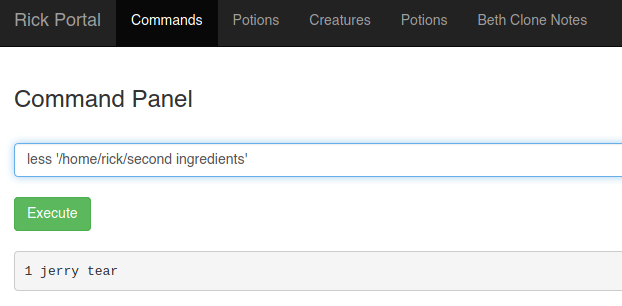 Rick Portal Commands Potions Creatures Potions Beth Clone Notes
Command Panel
less '/home/rick/second ingredients'
Execute
1 jerry tear